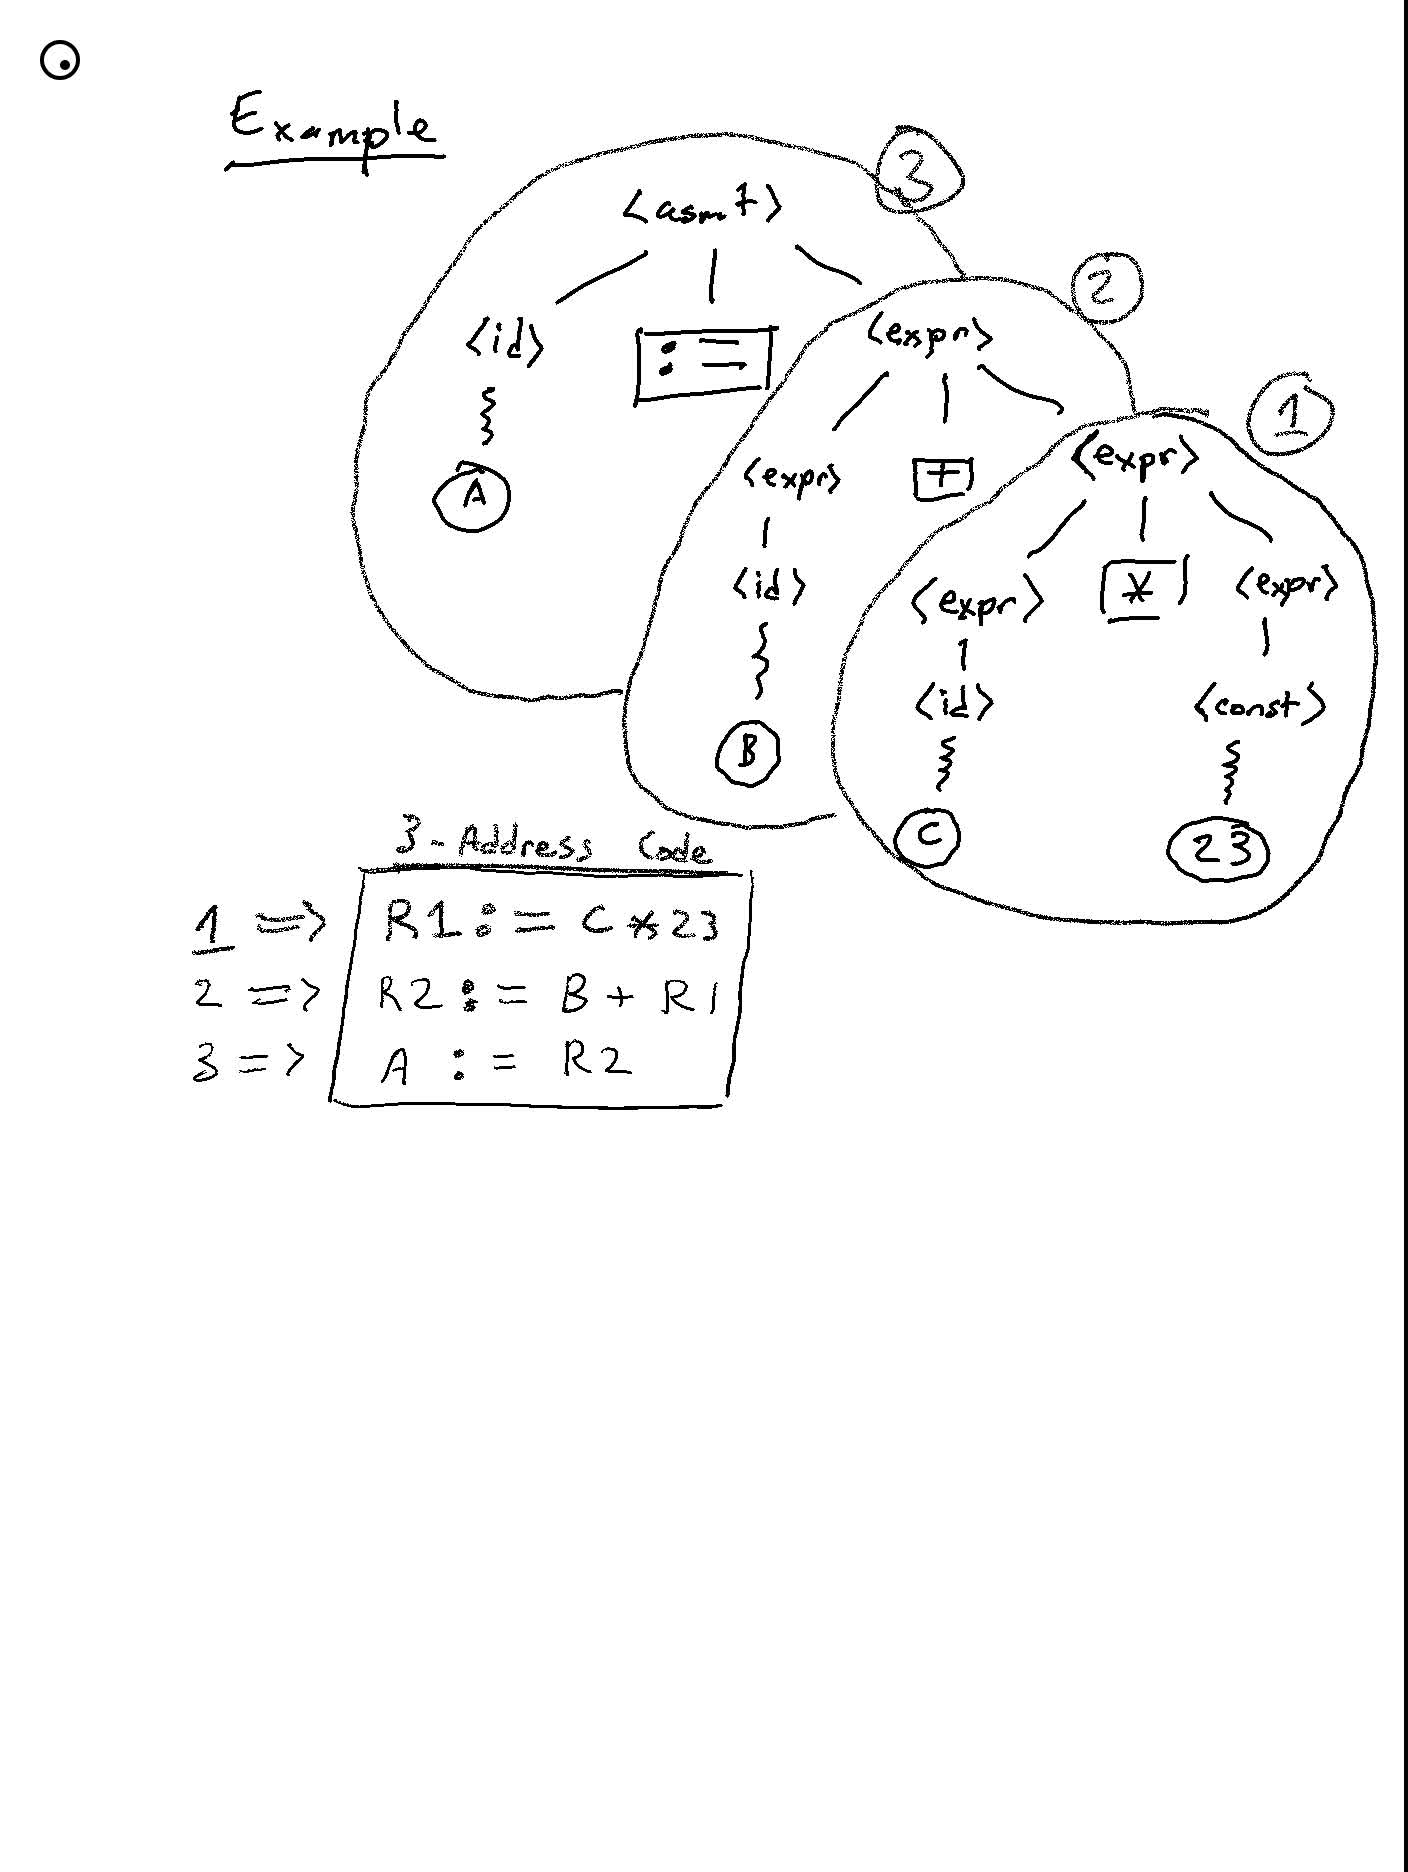 Example
3
<asmt>
2
<id> := <expr>
1
A <expr> + <expr>
<id> <expr> * <expr>
B <id> <const>
C 23
3-Address Code
1 => R1 := C * 23
2 => R2 := B + R1
3 => A := R2